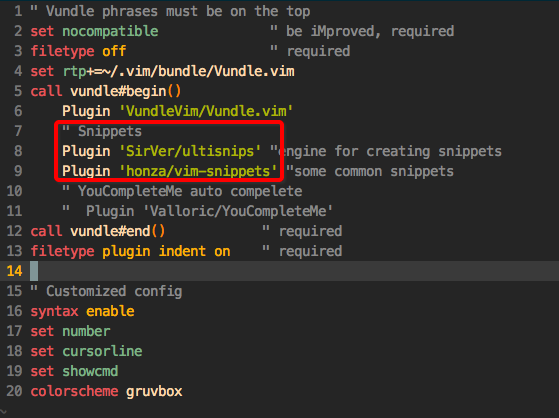 1 " Vundle phrases must be on the top
2 set nocompatible " be iMproved, required
3 filetype off " required
4 set rtp+=~/.vim/bundle/Vundle.vim
5 call vundle#begin()
6 Plugin 'VundleVim/Vundle.vim'
7 " Snippets
8 Plugin 'SirVer/ultisnips' "engine for creating snippets
9 Plugin 'honza/vim-snippets' "some common snippets
10 " YouCompleteMe auto compelete
11 " Plugin 'Valloric/YouCompleteMe'
12 call vundle#end() " required
13 filetype plugin indent on " required
14
15 " Customized config
16 syntax enable
17 set number
18 set cursorline
19 set showcmd
20 colorscheme gruvbox